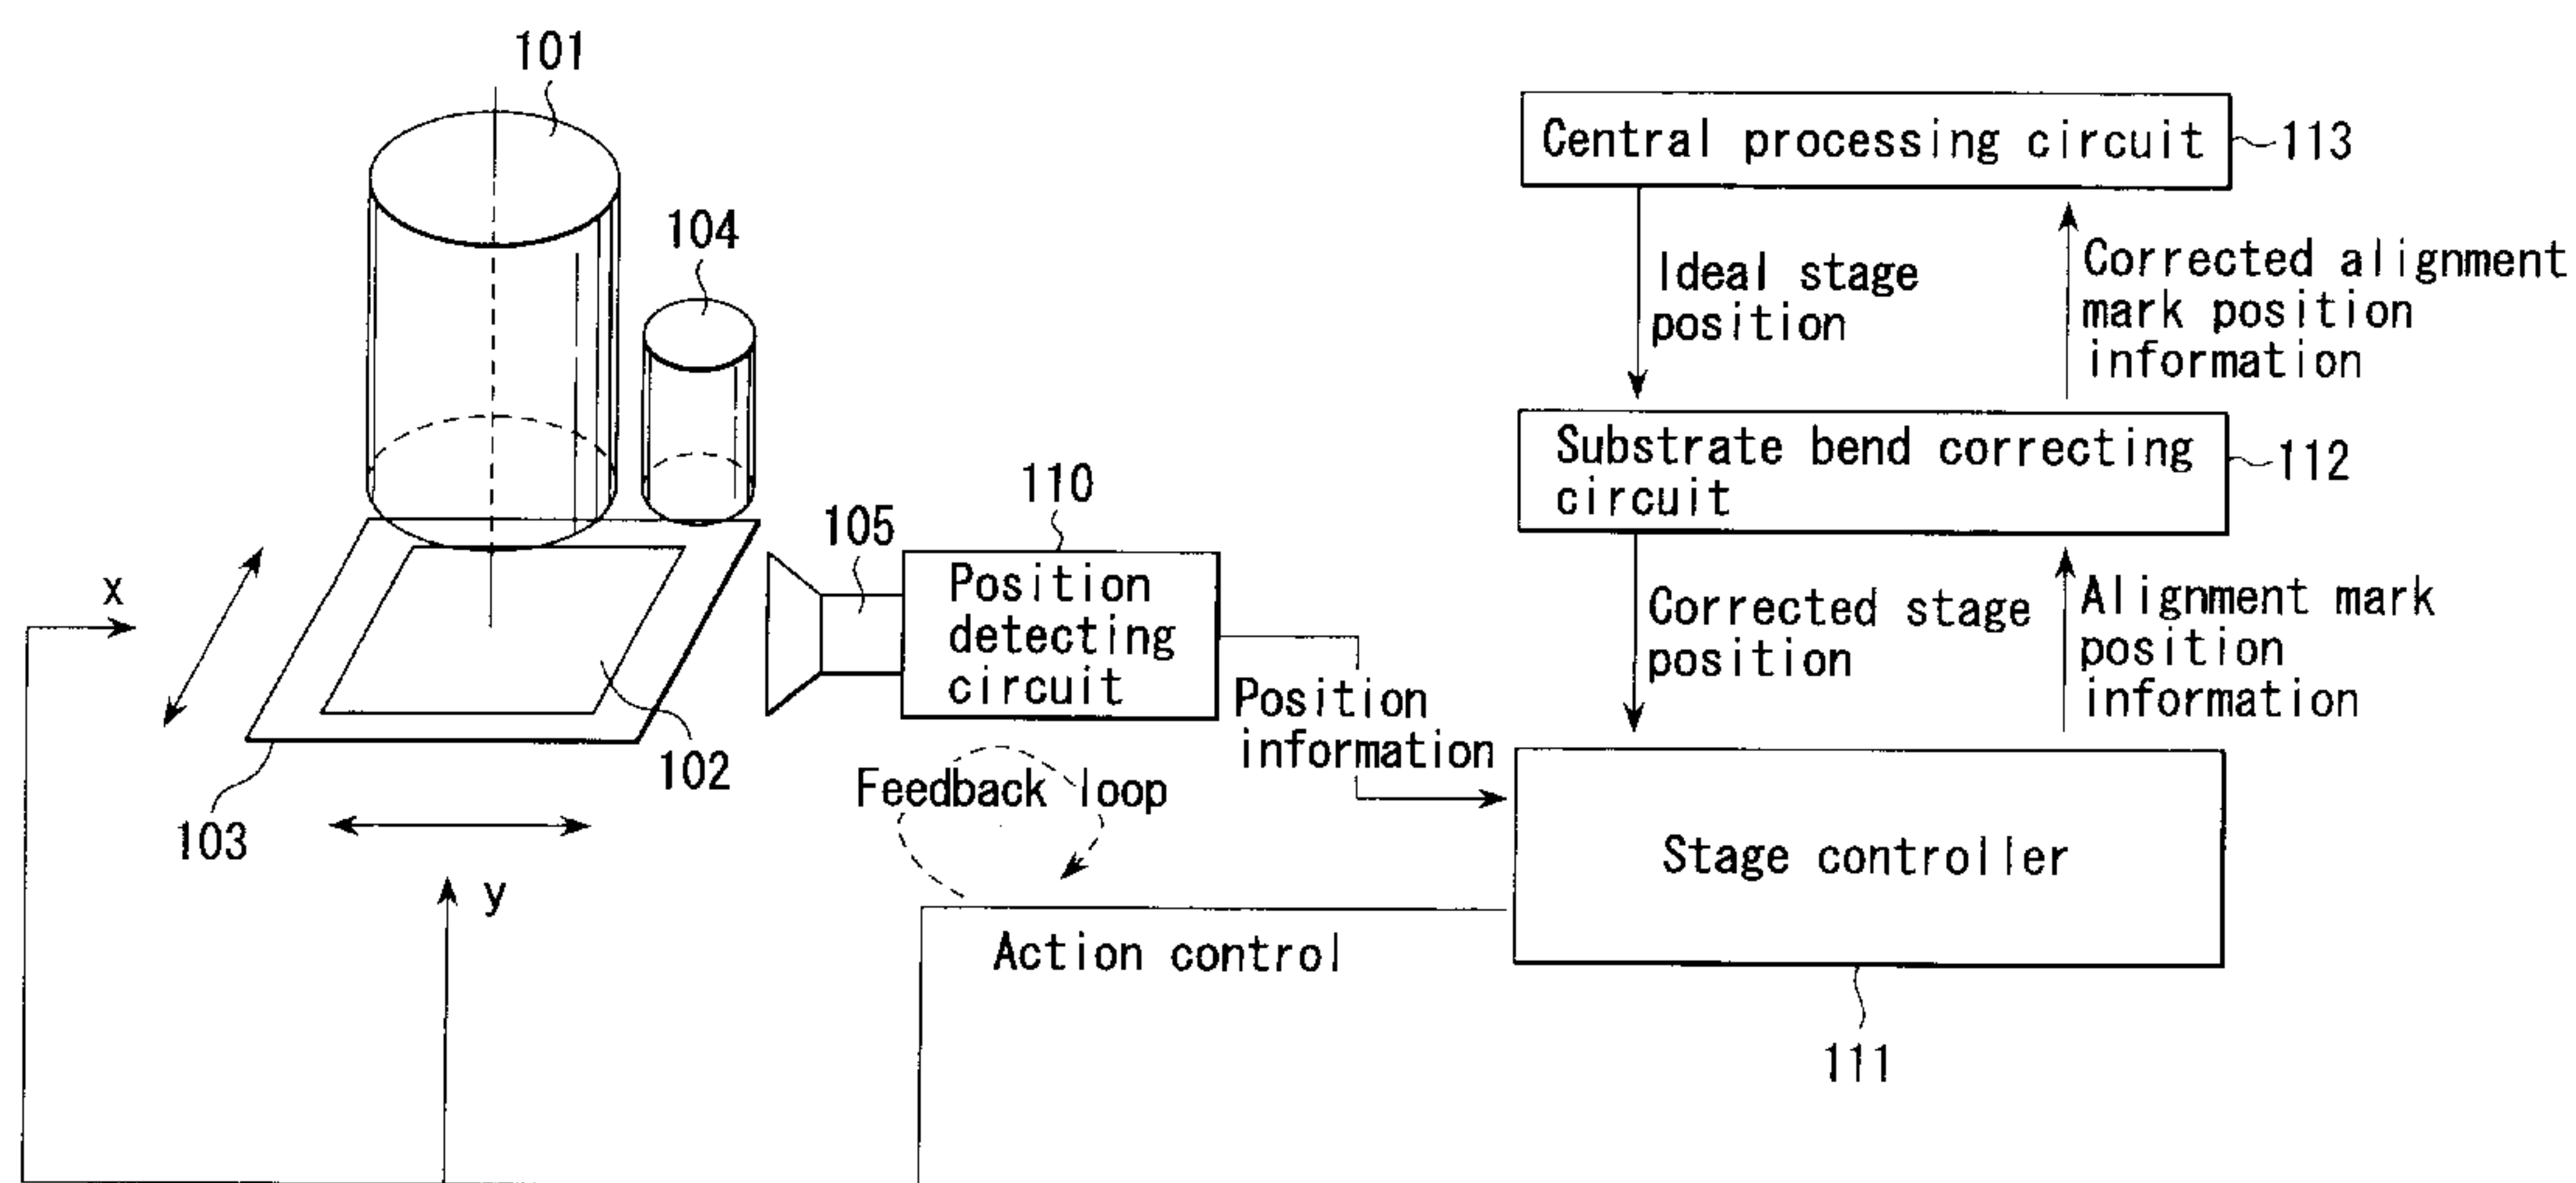 101
104
105
110
Position
detecting
circuit
x
y
102
103
Feedback loop
Position
information
Action control
Central processing circuit
113
Ideal stage
position
Corrected alignment
mark position
information
Substrate bend correcting
circuit
112
Corrected stage
position
Alignment mark
position
information
Stage controller
111